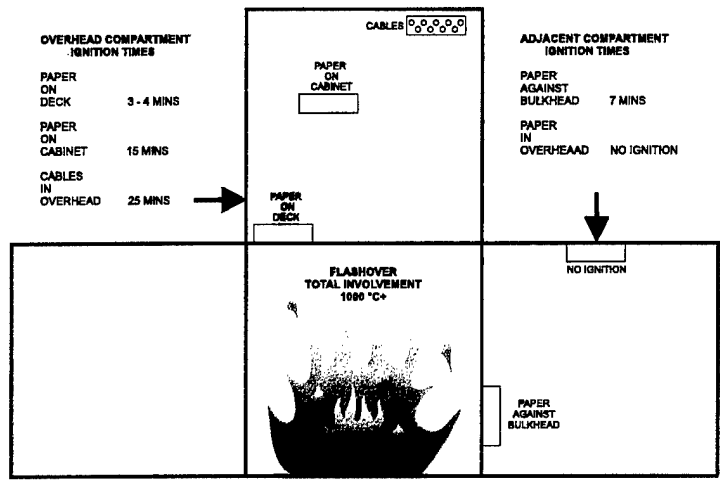 OVERHEAD COMPARTMENT
IGNITION TIMES
PAPER
ON
DECK 3 - 4 MINS
PAPER
ON
CABINET 15 MINS
CABLES
IN
OVERHEAD 25 MINS
CABLES
PAPER
ON
CABINET
PAPER
ON
DECK
ADJACENT COMPARTMENT
IGNITION TIMES
PAPER
AGAINST
BULKHEAD 7 MINS
PAPER
IN
OVERHEAAD NO IGNITION
NO IGNITION
FLASHOVER
TOTAL INVOLVEMENT
1090 °C+
PAPER
AGAINST
BULKHEAD